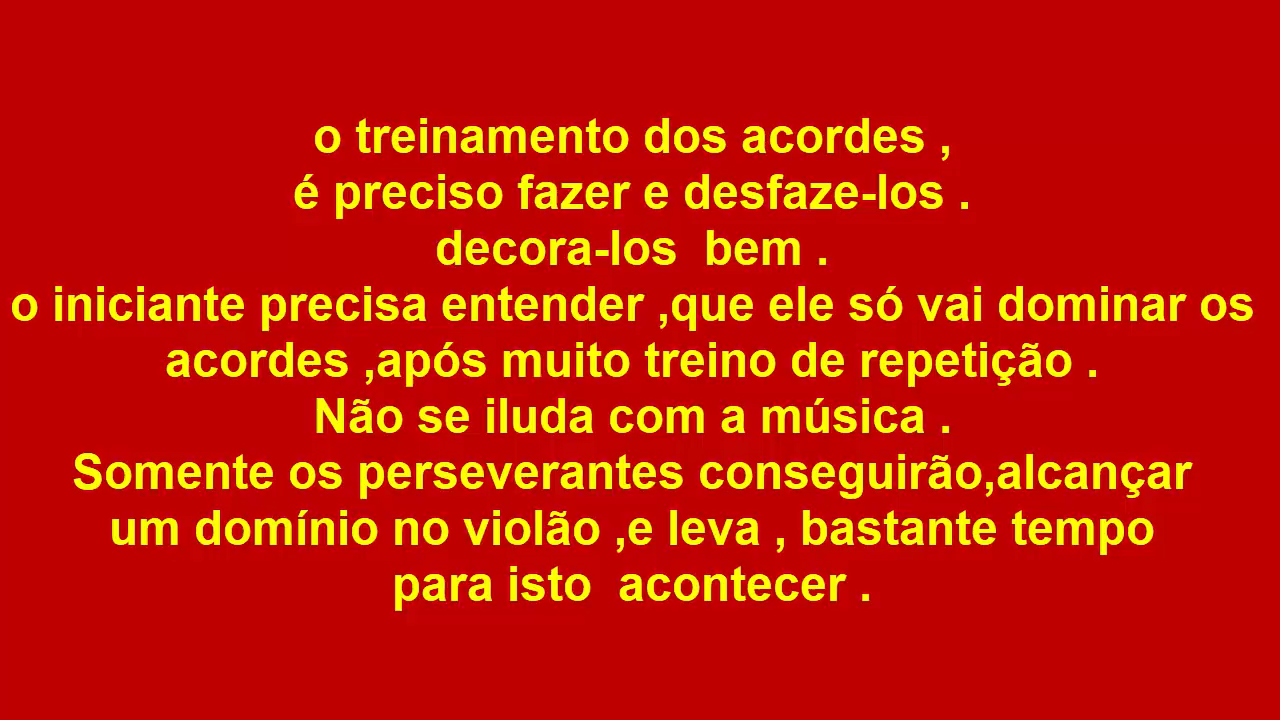 o treinamento dos acordes ,
é preciso fazer e desfaze-los .
decora-los  bem .
o iniciante precisa entender ,que ele só vai dominar os
acordes ,após muito treino de repetição .
Não se iluda com a música .
Somente os perseverantes conseguirão,alcançar
um domínio no violão ,e leva , bastante tempo
para isto  acontecer .